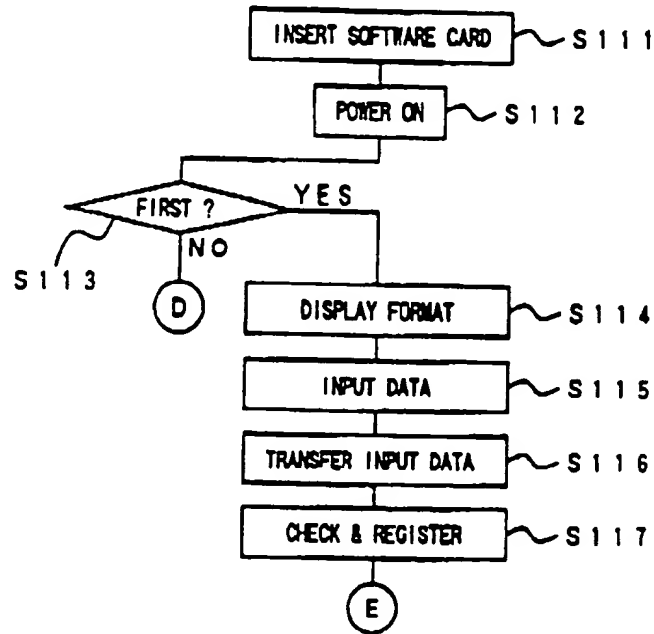 INSERT SOFTWARE CARD S111
POWER ON S112
FIRST ? YES
NO
S113
D
DISPLAY FORMAT S114
INPUT DATA S115
TRANSFER INPUT DATA S116
CHECK & REGISTER S117
E